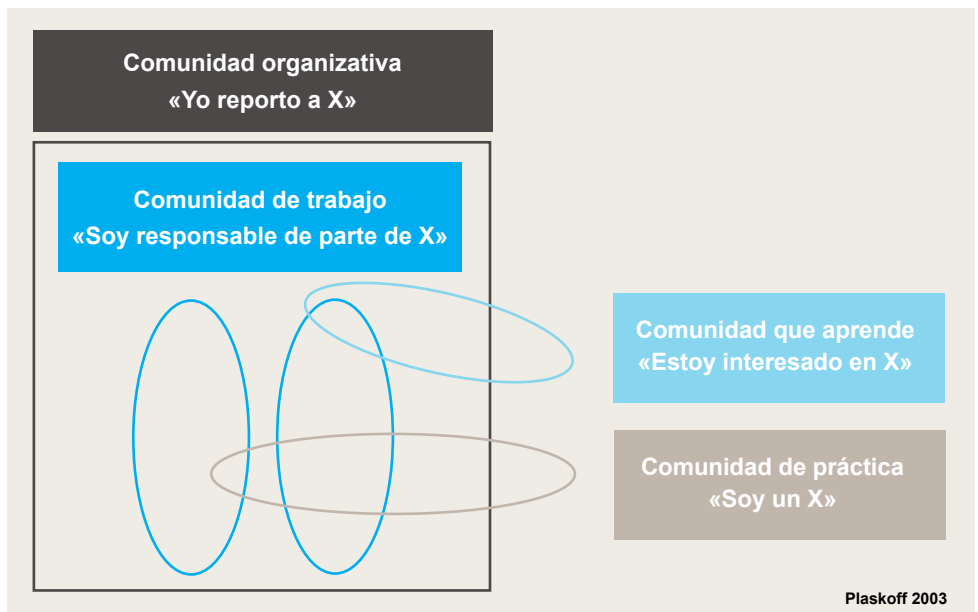 Comunidad organizativa
«Yo reporto a X»
Comunidad de trabajo
«Soy responsable de parte de X»
Comunidad que aprende
«Estoy interesado en X»
Comunidad de práctica
«Soy un X»
Plaskoff 2003